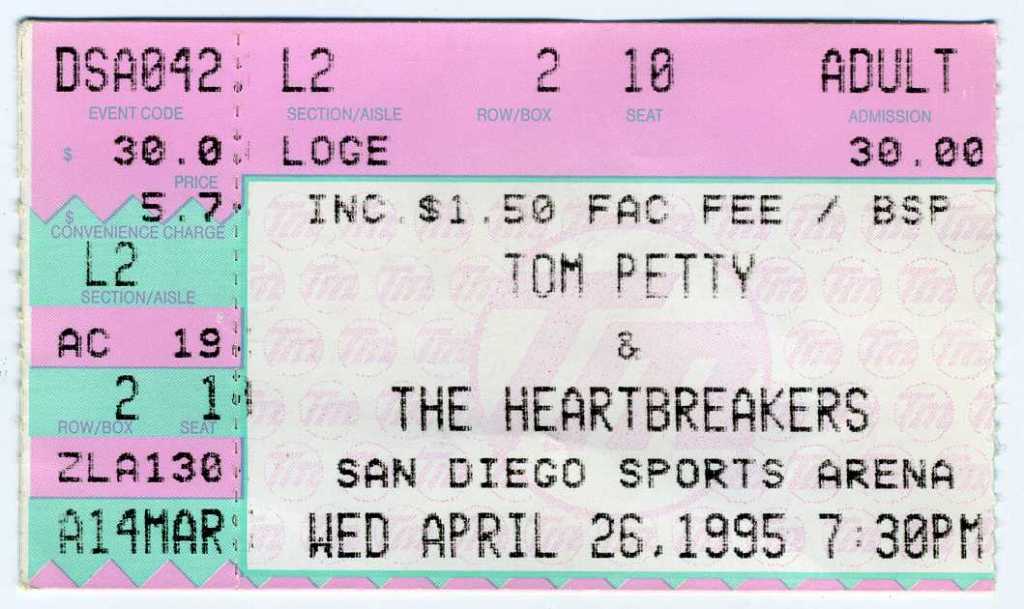 DSA042 L2 2 10 ADULT
EVENT CODE SECTION/AISLE ROW/BOX SEAT ADMISSION
$ 30.0 LOGE 30.00
PRICE
$ 5.7 INC.$1.50 FAC FEE / BSP
CONVENIENCE CHARGE
L2 TOM PETTY
SECTION/AISLE
AC 19 &
2 1 THE HEARTBREAKERS
ROW/BOX SEAT
ZLA130 SAN DIEGO SPORTS ARENA
A14MAR WED APRIL 26,1995 7:30PM